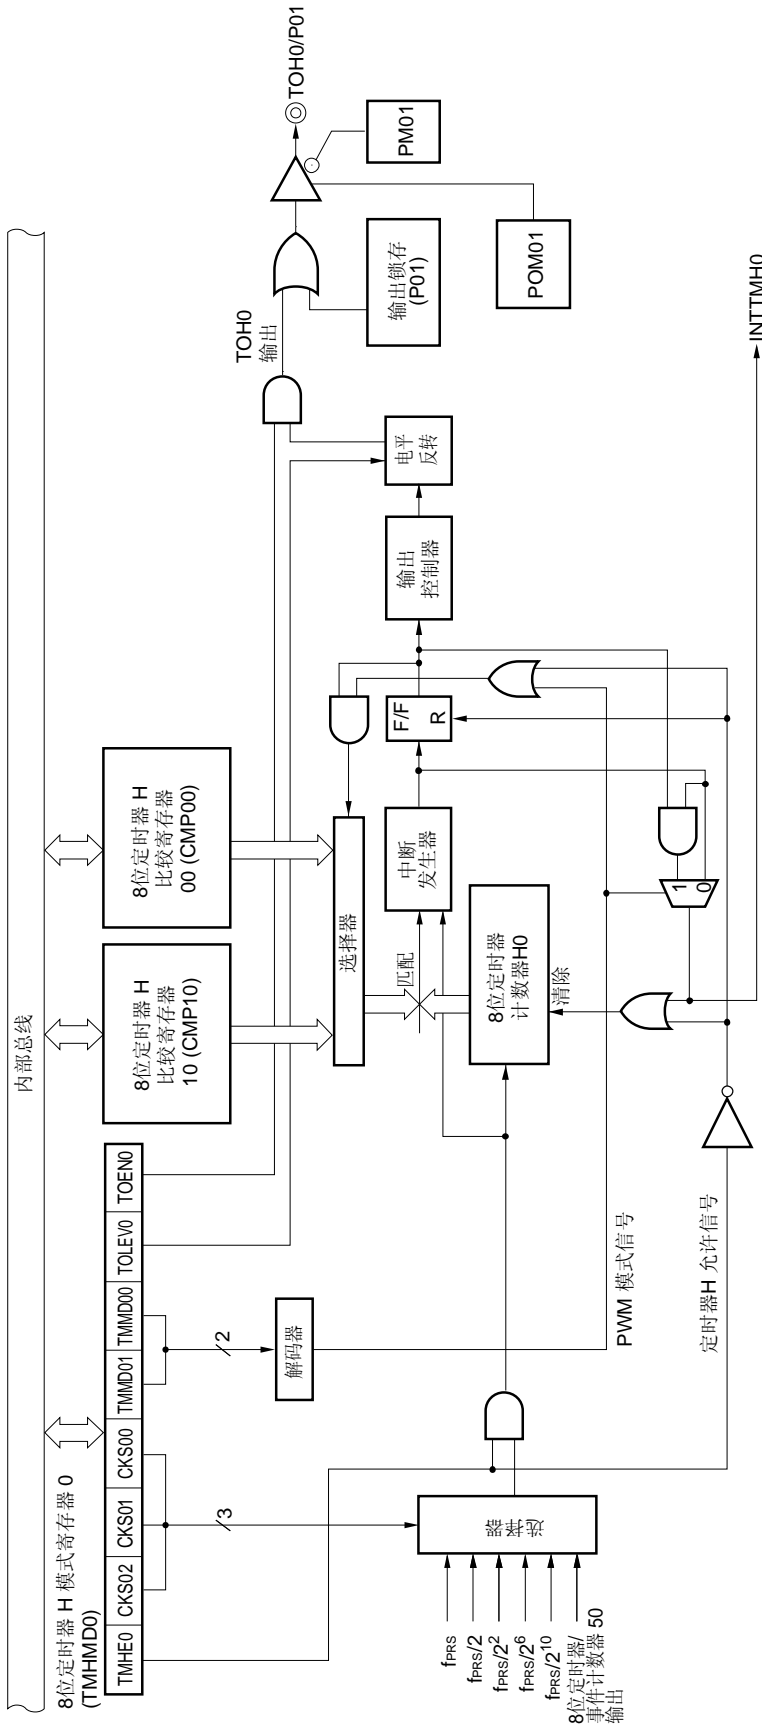 内部总线
8位定时器 H 模式寄存器 0
(TMHMD0)
TMHE0
CKS02
CKS01
CKS00
TMMD01
TMMD00
TOLEV0
TOEN0
8位定时器 H
比较寄存器
10 (CMP10)
8位定时器 H
比较寄存器
00 (CMP00)
3
2
解码器
选择器
匹配
中断
发生器
F/F
R
输出
控制器
电平
反转
TOH0
输出
输出锁存
(P01)
PM01
POM01
TOH0/P01
选择器
fPRS
fPRS/2
fPRS/2²
fPRS/2⁶
fPRS/2¹⁰
8位定时器/
事件计数器 50
输出
8位定时器
计数器H0
清除
1
0
PWM 模式信号
定时器H 允许信号
INTTMH0